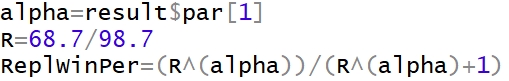 alpha=result$par[1]
R=68.7/98.7
ReplWinPer=(R^(alpha))/(R^(alpha)+1)